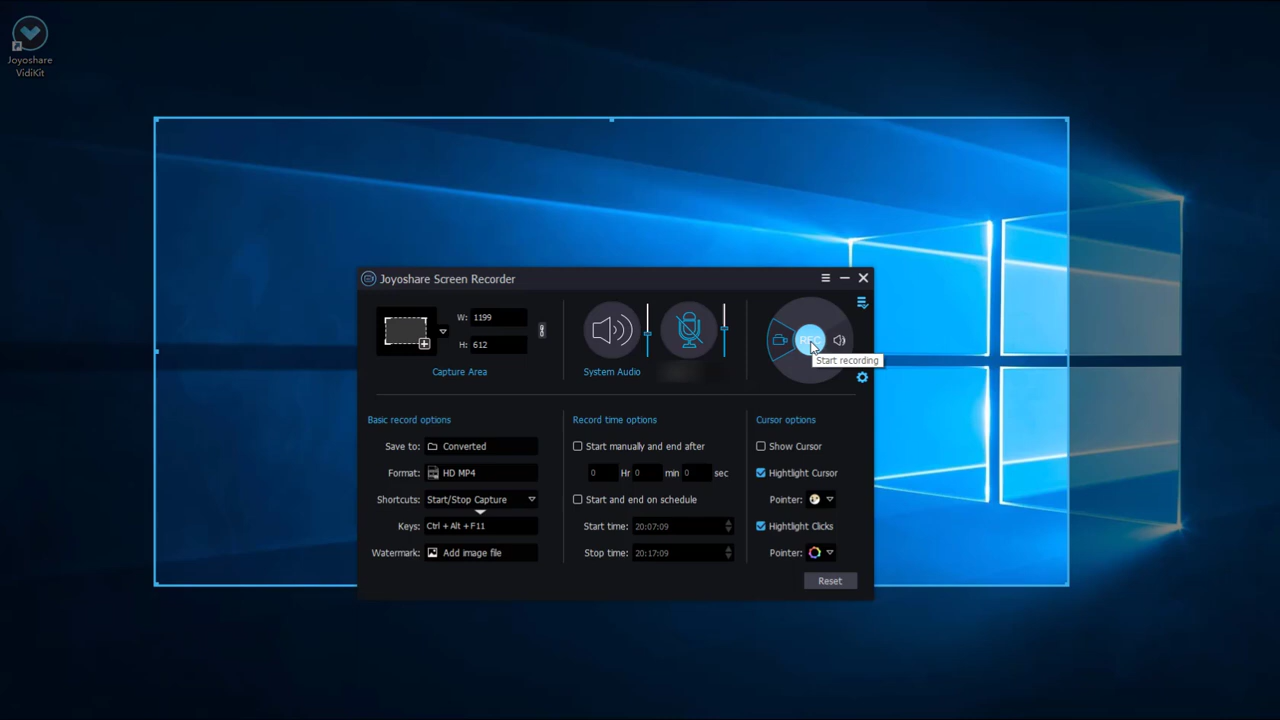 Joyoshare
VidiKit
Joyoshare Screen Recorder
W: 1199
H: 612
Capture Area
System Audio
REC
Start recording
Basic record options
Save to: Converted
Format: HD MP4
Shortcuts: Start/Stop Capture
Keys: Ctrl + Alt + F11
Watermark: Add image file
Record time options
Start manually and end after
0 Hr 0 min 0 sec
Start and end on schedule
Start time: 20:07:09
Stop time: 20:17:09
Cursor options
Show Cursor
Hightlight Cursor
Pointer:
Hightlight Clicks
Pointer:
Reset